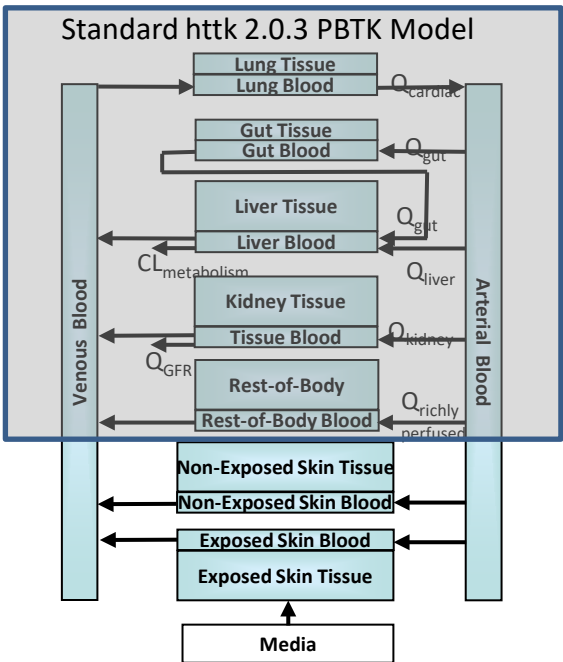 Standard httk 2.0.3 PBTK Model
Lung Tissue
Lung Blood
Qcardiac
Gut Tissue
Gut Blood
Qgut
Liver Tissue
Qgut
Liver Blood
CLmetabolism
Qliver
Kidney Tissue
Tissue Blood
Qkidney
QGFR
Rest-of-Body
Qrichly
perfused
Rest-of-Body Blood
Venous Blood
Arterial Blood
Non-Exposed Skin Tissue
Non-Exposed Skin Blood
Exposed Skin Blood
Exposed Skin Tissue
Media